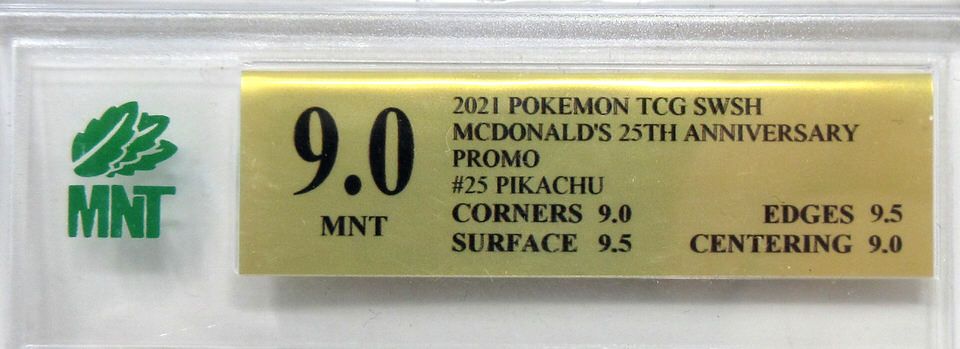 MNT
9.0
MNT
2021 POKEMON TCG SWSH
MCDONALD'S 25TH ANNIVERSARY
PROMO
#25 PIKACHU
CORNERS 9.0 EDGES 9.5
SURFACE 9.5 CENTERING 9.0